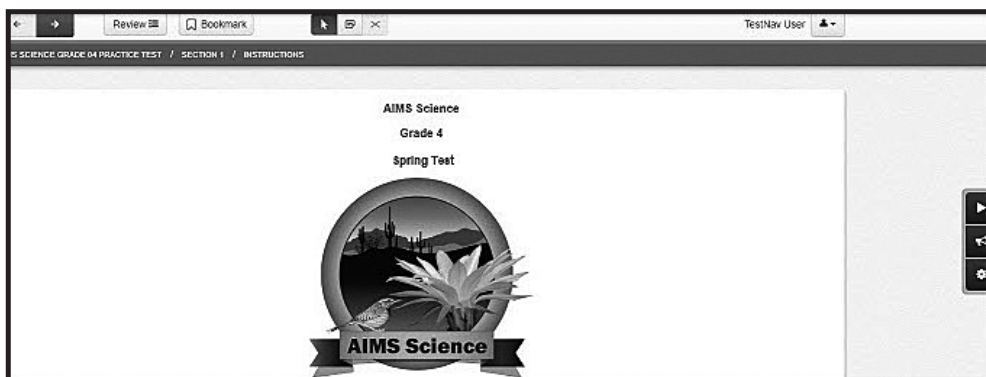 Review Bookmark TestNav User
S SCIENCE GRADE 04 PRACTICE TEST / SECTION 1 / INSTRUCTIONS
AIMS Science
Grade 4
Spring Test
AIMS Science